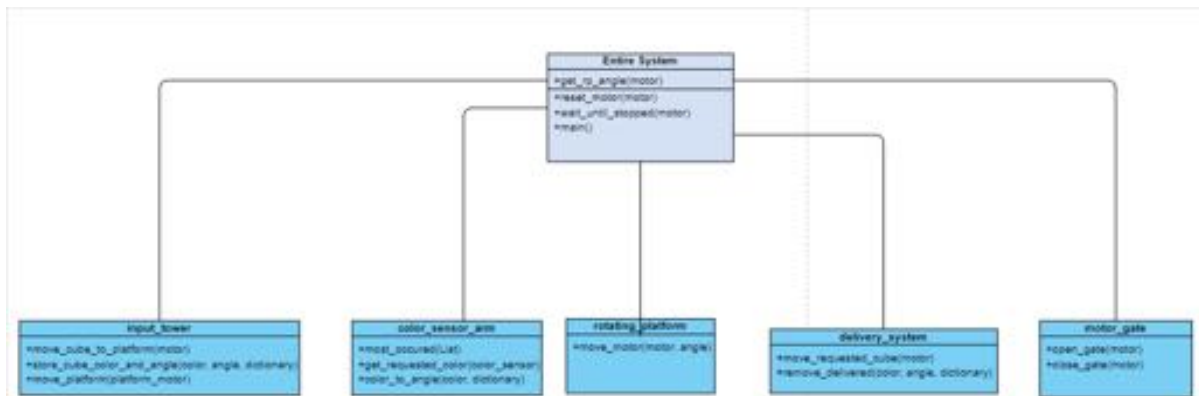 Entire System
+get_rp_angle(motor)
+reset_motor(motor)
+wait_until_stopped(motor)
+main()
input_tower
+move_cube_to_platform(motor)
+store_cube_color_and_angle(color, angle, dictionary)
+move_platform(platform_motor)
color_sensor_arm
+most_occured(List)
+get_requested_color(color_sensor)
+color_to_angle(color, dictionary)
rotating_platform
+move_motor(motor, angle)
delivery_system
+move_requested_cube(motor)
+remove_delivered(color, angle, dictionary)
motor_gate
+open_gate(motor)
+close_gate(motor)